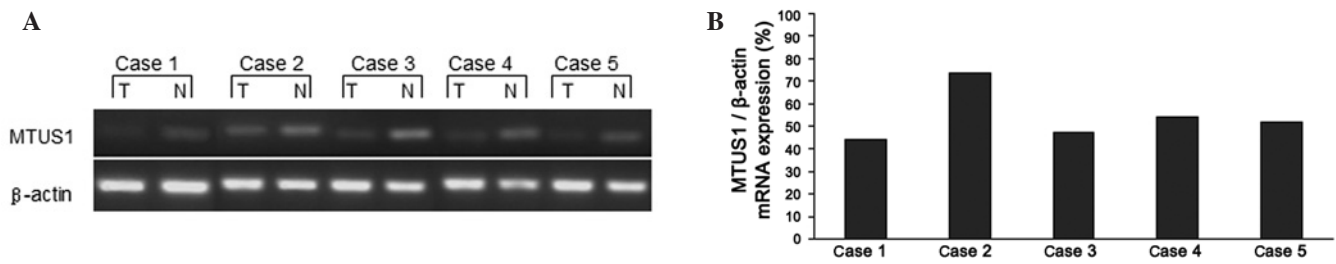 A
Case 1 Case 2 Case 3 Case 4 Case 5
T N T N T N T N T N
MTUS1
β-actin
B
MTUS1 / β-actin
mRNA expression (%)
100
90
80
70
60
50
40
30
20
10
0
Case 1 Case 2 Case 3 Case 4 Case 5